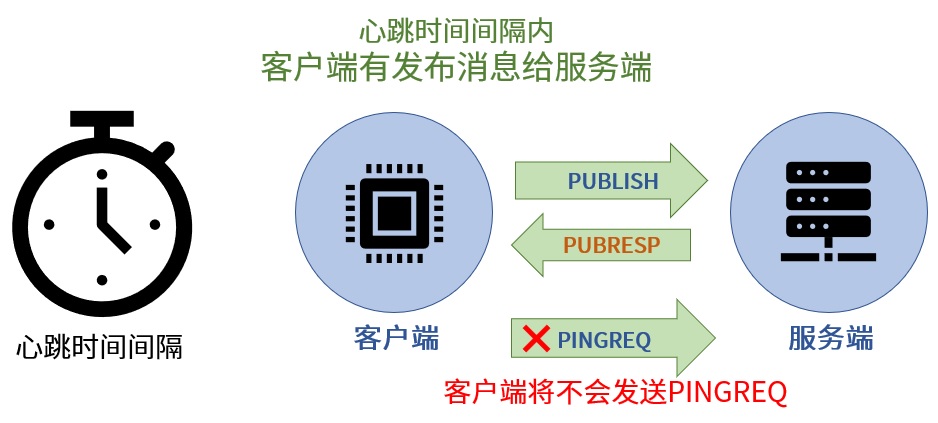 心跳时间间隔内
客户端有发布消息给服务端
PUBLISH
PUBRESP
心跳时间间隔
客户端
PINGREQ
服务端
客户端将不会发送PINGREQ